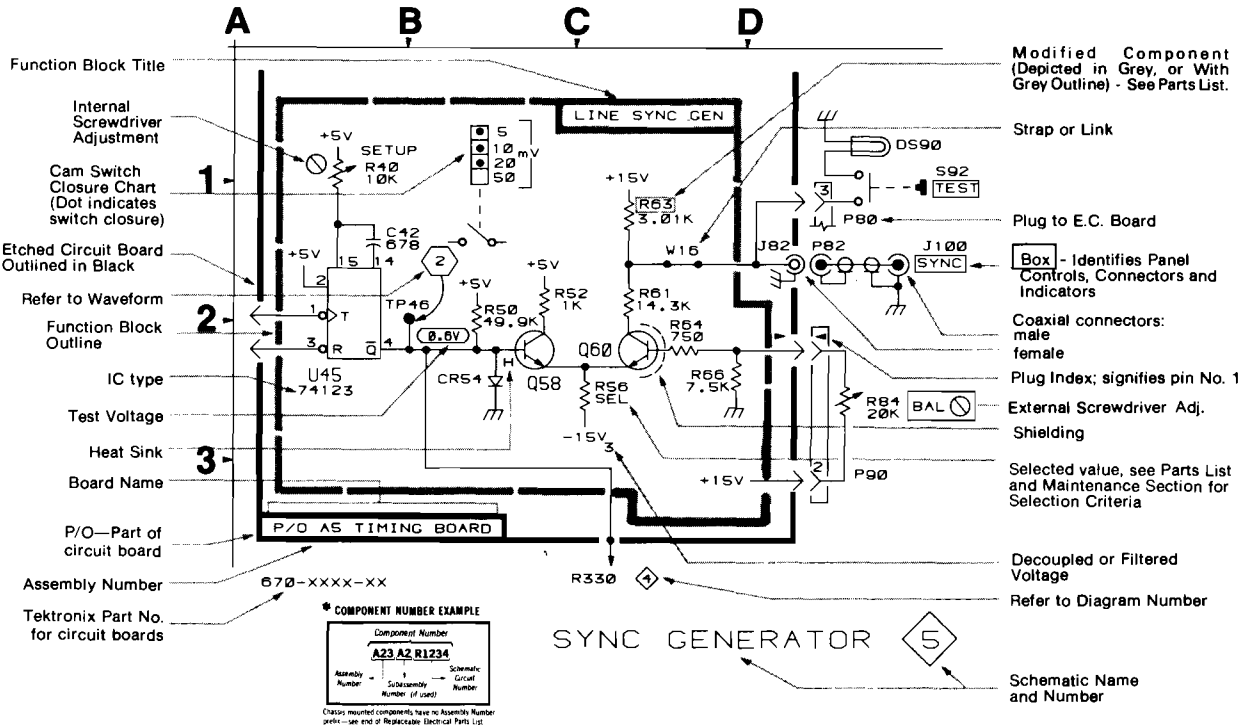 A
B
C
D
1
2
3
Function Block Title
Internal
Screwdriver
Adjustment
Cam Switch
Closure Chart
(Dot indicates
switch closure)
Etched Circuit Board
Outlined in Black
Refer to Waveform
Function Block
Outline
IC type
Test Voltage
Heat Sink
Board Name
P/O—Part of
circuit board
Assembly Number
Tektronix Part No.
for circuit boards
LINE SYNC GEN
+5V
SETUP
R40
10K
5
10
20
50
mV
C42
678
+5V
15
14
2
1
T
3
R
Q
4
U45
74123
2
TP46
0.6V
+5V
R50
49.9K
CR54
H
+5V
R52
1K
Q58
Q60
R56
SEL
-15V
3
+15V
R63
3.01K
W16
R61
14.3K
R64
750
R66
7.5K
+15V
DS90
S92
TEST
3
P80
J82
P82
J100
SYNC
1
R84
20K
BAL
2
P90
P/O A5 TIMING BOARD
670-XXXX-XX
R330
4
SYNC GENERATOR
5
* COMPONENT NUMBER EXAMPLE
Component Number
A23 A2 R1234
Assembly
Number
Subassembly
Number (if used)
Schematic
Circuit
Number
Chassis mounted components have no Assembly Number
prefix—see end of Replaceable Electrical Parts List
Modified Component
(Depicted in Grey, or With
Grey Outline) - See Parts List.
Strap or Link
Plug to E.C. Board
Box - Identifies Panel
Controls, Connectors and
Indicators
Coaxial connectors:
male
female
Plug Index; signifies pin No. 1
External Screwdriver Adj.
Shielding
Selected value, see Parts List
and Maintenance Section for
Selection Criteria
Decoupled or Filtered
Voltage
Refer to Diagram Number
Schematic Name
and Number